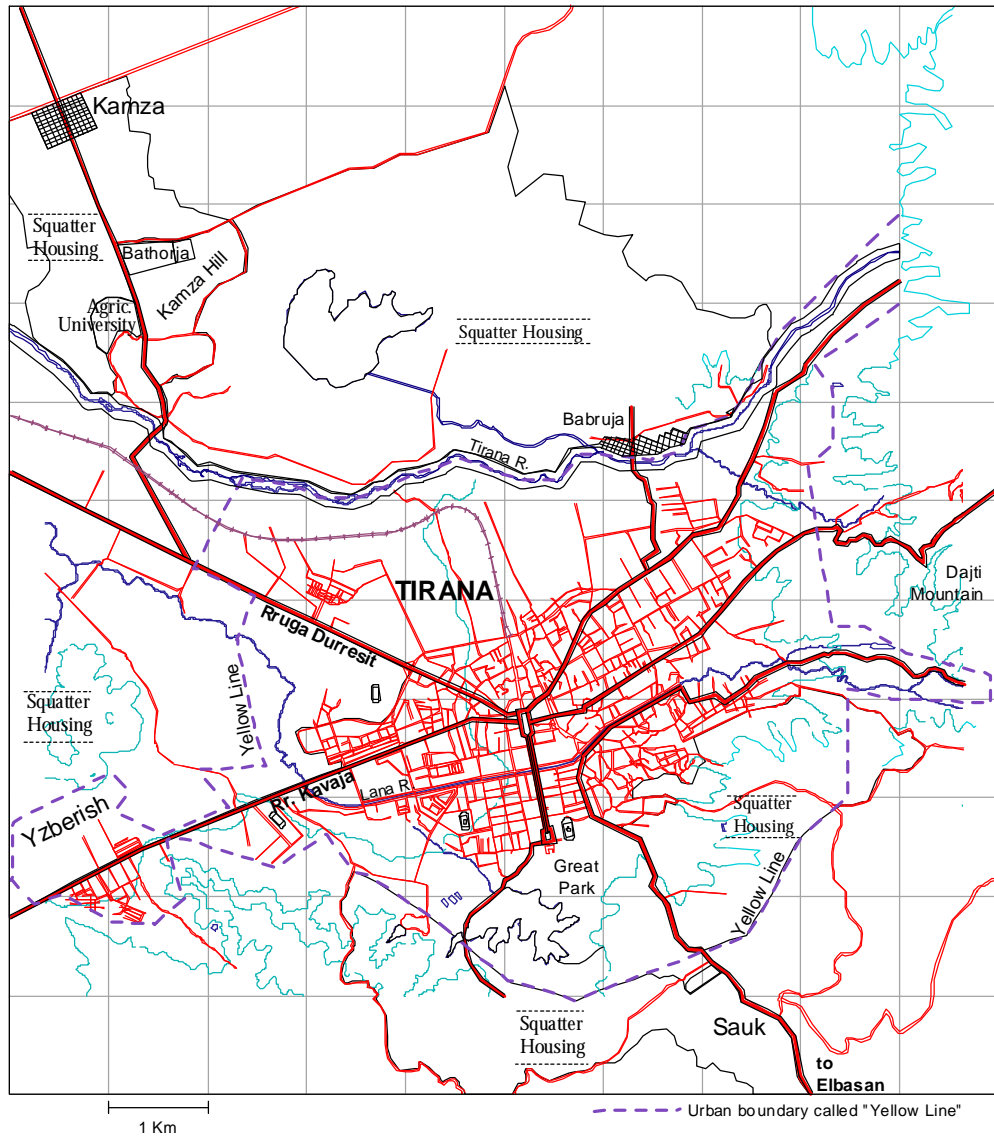 Kamza
Squatter
Housing
Bathorja
Kamza Hill
Agric.
University
Squatter Housing
Babruja
Tirana R.
TIRANA
Dajti
Mountain
Rruga Durresit
Yellow Line
Squatter
Housing
Rr. Kavaja
Lana R
Yzberish
Squatter
Housing
Great
Park
Yellow Line
Squatter
Housing
Sauk
to
Elbasan
1 Km
Urban boundary called "Yellow Line"